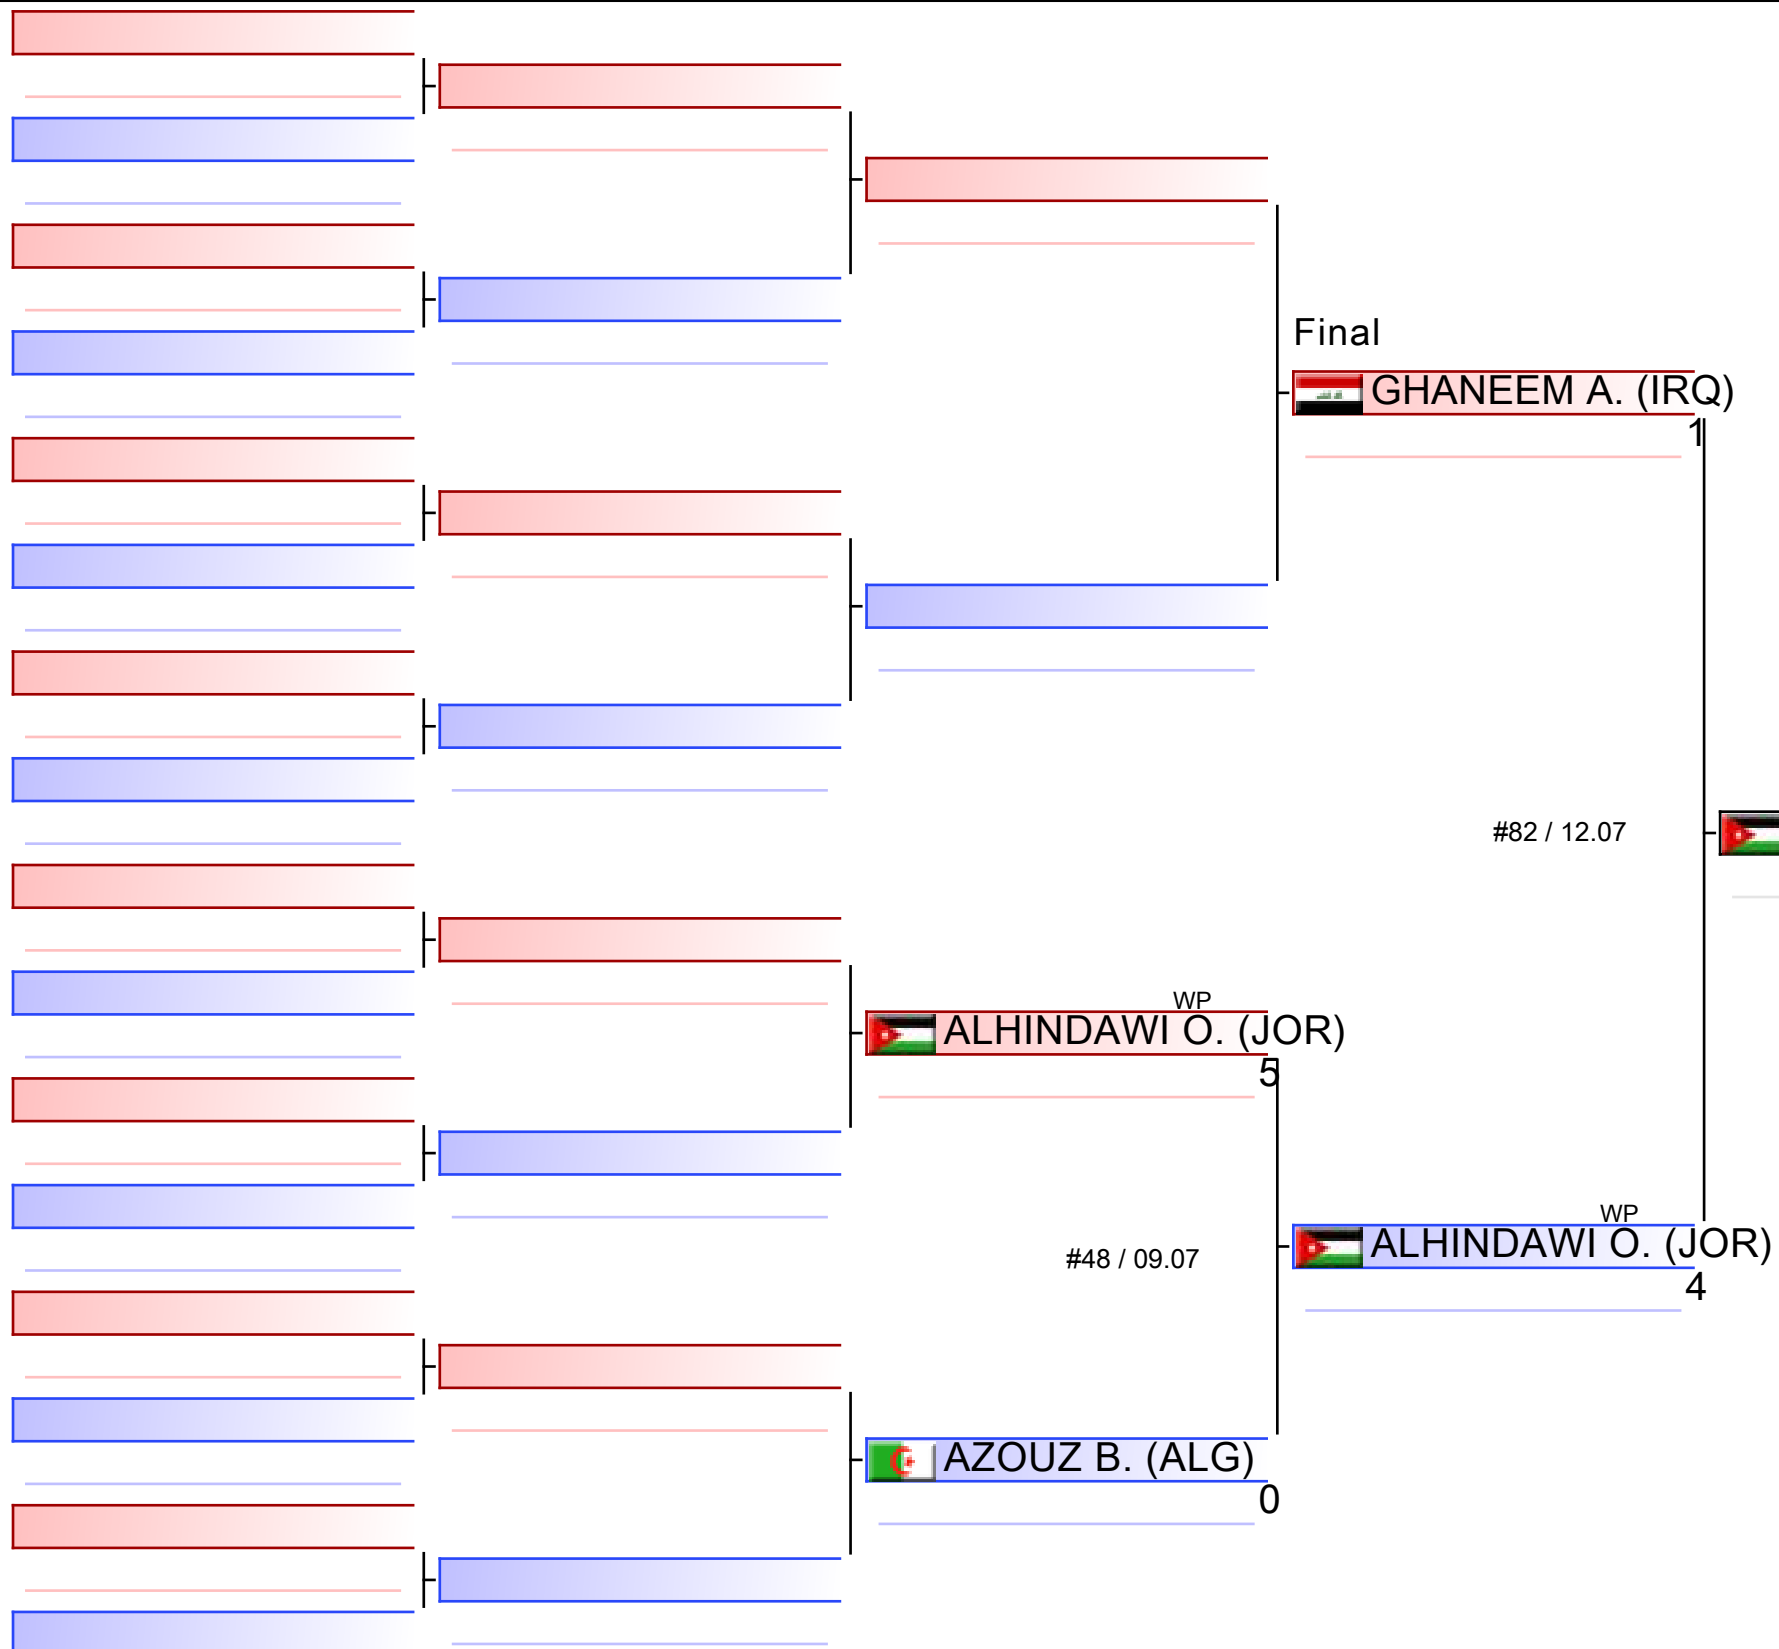 Final
GHANEEM A. (IRQ)
1
#82 / 12.07
WP
ALHINDAWI O. (JOR)
5
WP
ALHINDAWI O. (JOR)
4
#48 / 09.07
AZOUZ B. (ALG)
0